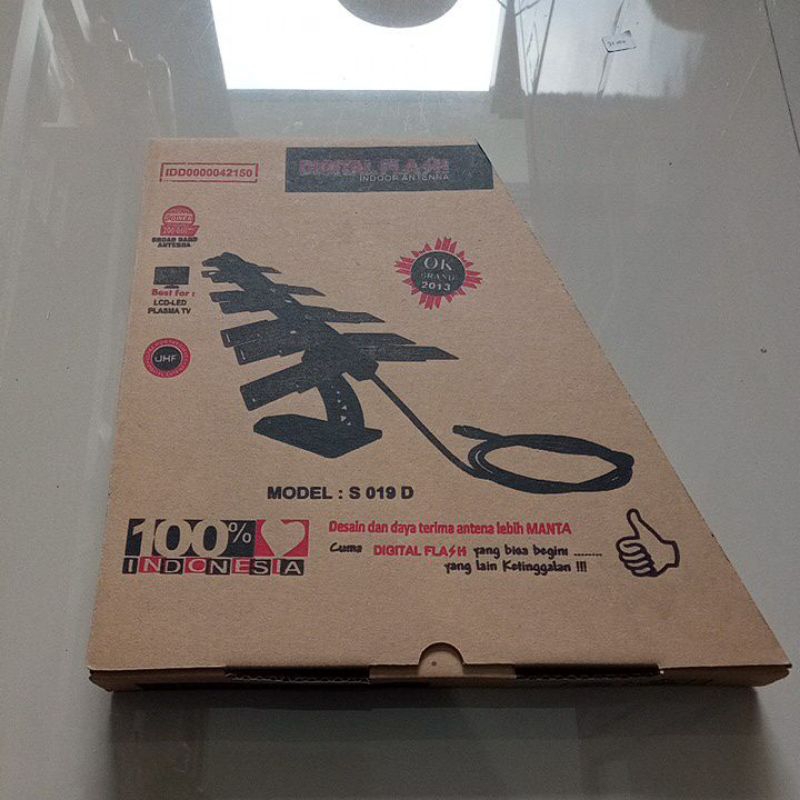 IDD0000042150
DIGITAL FLASH
INDOOR ANTENNA
POWER
BROAD BAND
ANTENNA
Best for :
LCD-LED
PLASMA TV
UHF
OK
GRAND
2013
MODEL : S 019 D
100%
INDONESIA
Desain dan daya terima antena lebih MANTA
Cuma DIGITAL FLASH yang bisa begini ........
yang lain Ketinggalan !!!